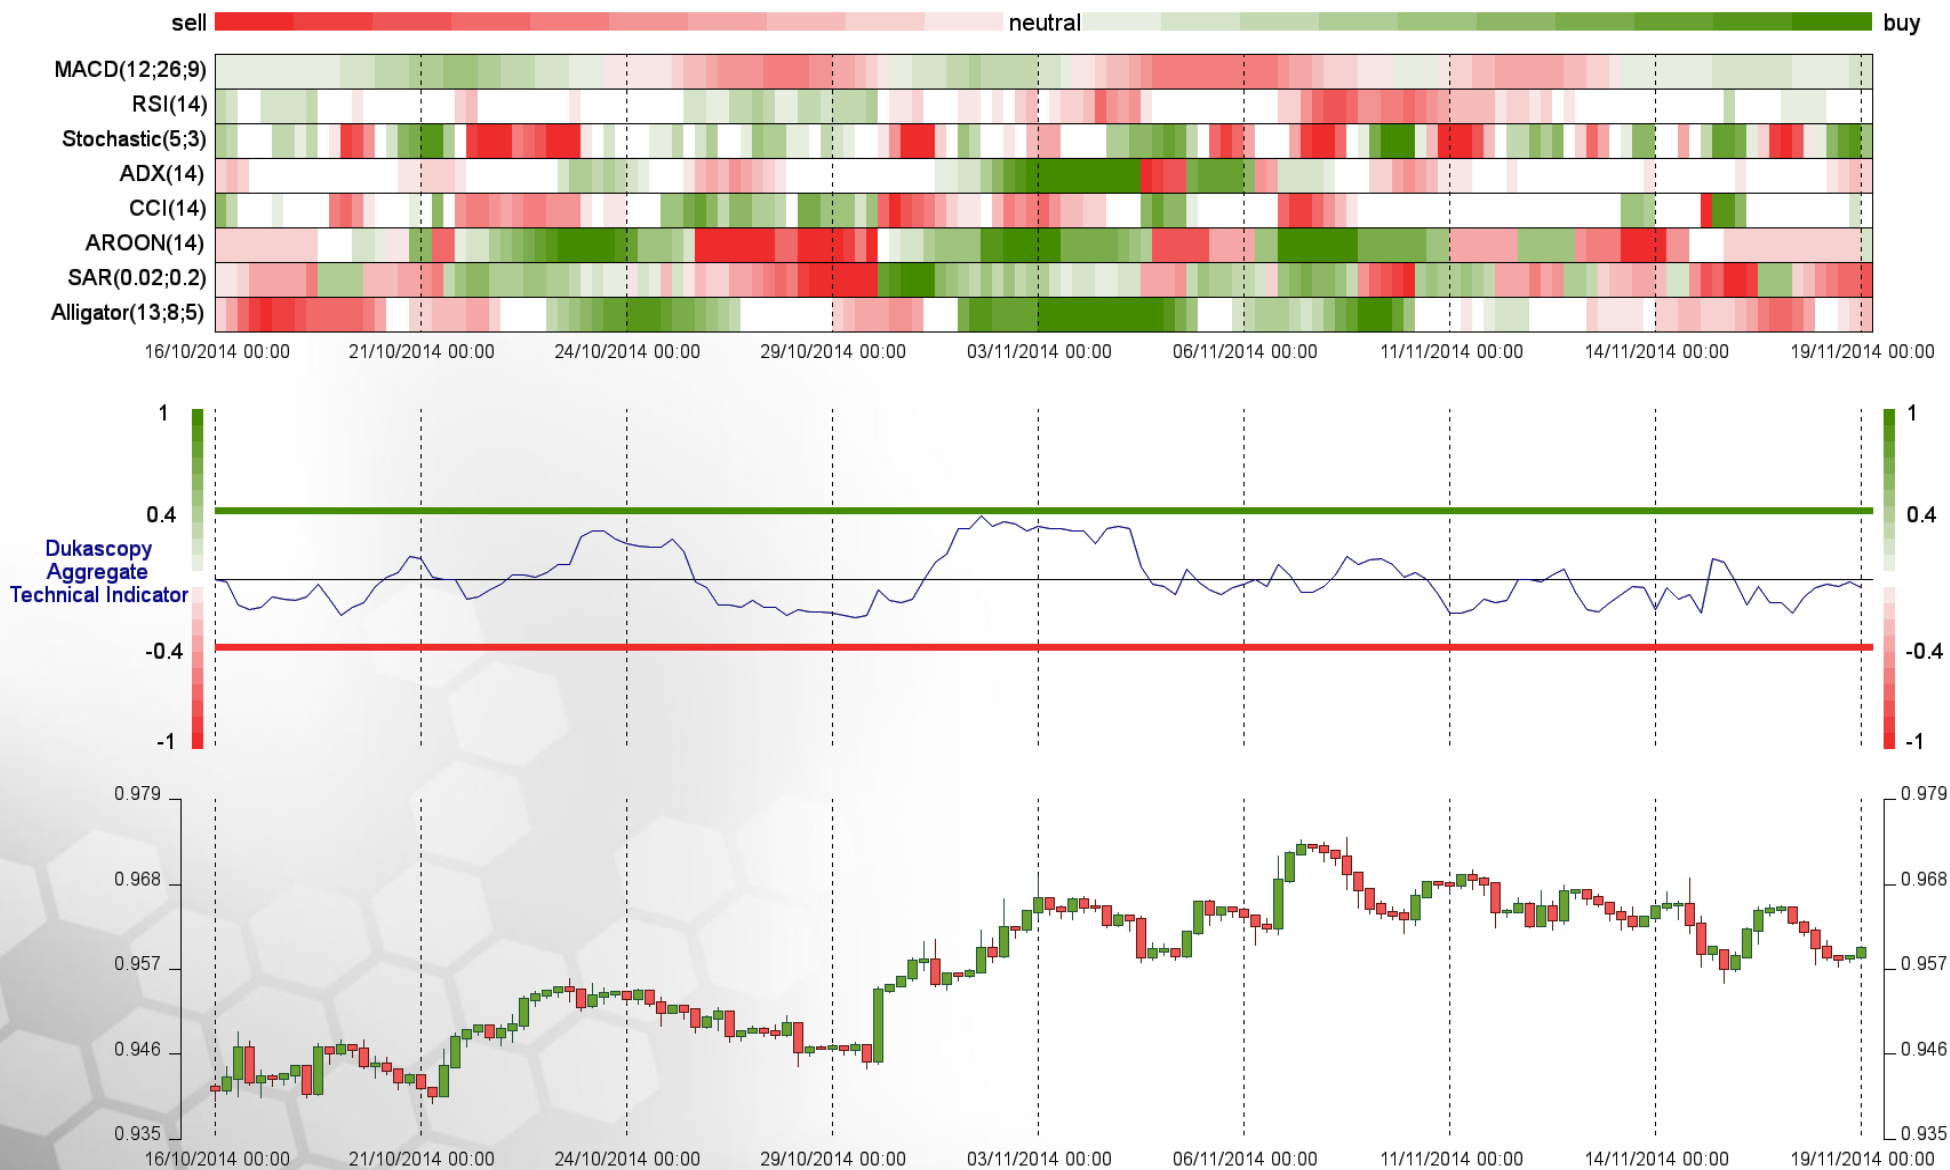 sell neutral buy
MACD(12;26;9)
RSI(14)
Stochastic(5;3)
ADX(14)
CCI(14)
AROON(14)
SAR(0.02;0.2)
Alligator(13;8;5)
16/10/2014 00:00 21/10/2014 00:00 24/10/2014 00:00 29/10/2014 00:00 03/11/2014 00:00 06/11/2014 00:00 11/11/2014 00:00 14/11/2014 00:00 19/11/2014 00:00
1 1
0.4 0.4
Dukascopy
Aggregate
Technical Indicator
-0.4 -0.4
-1 -1
0.979 0.979
0.968 0.968
0.957 0.957
0.946 0.946
0.935 0.935
16/10/2014 00:00 21/10/2014 00:00 24/10/2014 00:00 29/10/2014 00:00 03/11/2014 00:00 06/11/2014 00:00 11/11/2014 00:00 14/11/2014 00:00 19/11/2014 00:00